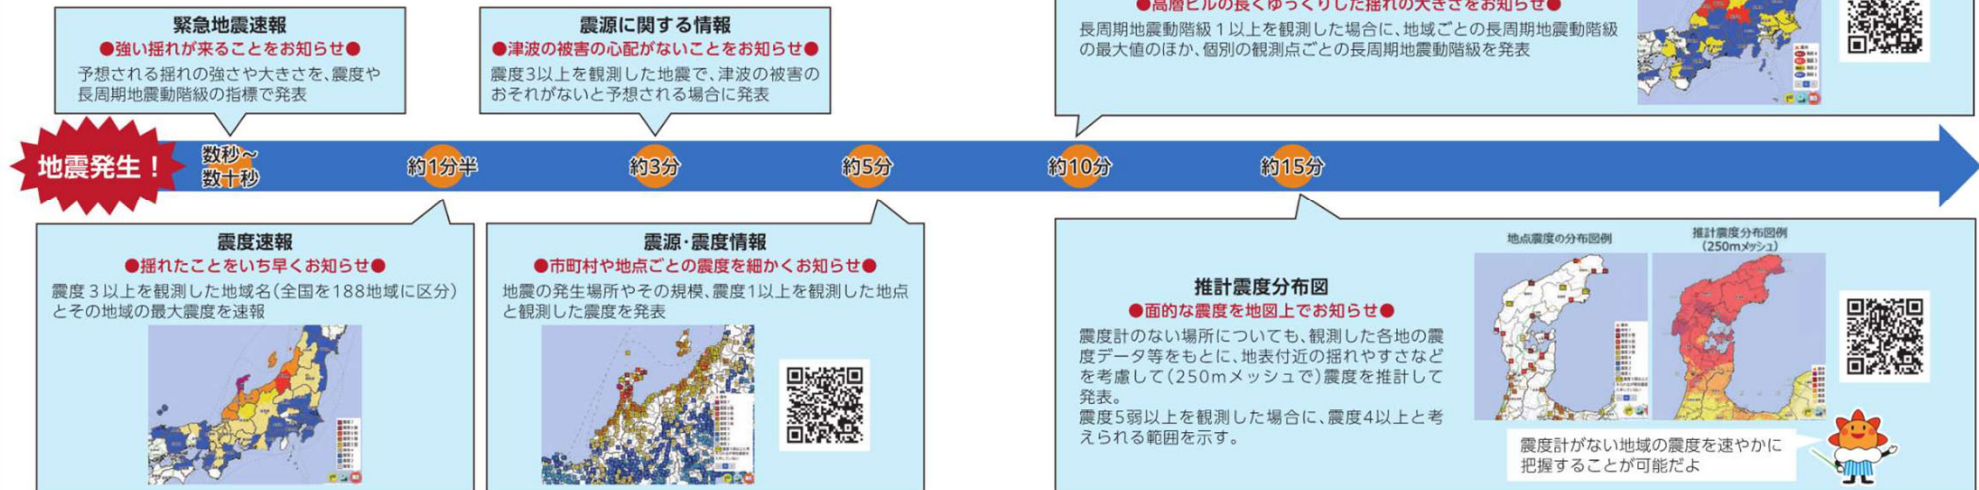 緊急地震速報
●強い揺れが来ることをお知らせ●
予想される揺れの強さや大きさを、震度や
長周期地震動階級の指標で発表
震源に関する情報
●津波の被害の心配がないことをお知らせ●
震度3以上を観測した地震で、津波の被害の
おそれがないと予想される場合に発表
●高層ビルの長くゆっくりした揺れの大きさをお知らせ●
長周期地震動階級1以上を観測した場合に、地域ごとの長周期地震動階級
の最大値のほか、個別の観測点ごとの長周期地震動階級を発表
地震発生!
数秒~
数十秒
約1分半
約3分
約5分
約10分
約15分
震度速報
●揺れたことをいち早くお知らせ●
震度3以上を観測した地域名(全国を188地域に区分)
とその地域の最大震度を速報
震源・震度情報
●市町村や地点ごとの震度を細かくお知らせ●
地震の発生場所やその規模、震度1以上を観測した地点
と観測した震度を発表
推計震度分布図
●面的な震度を地図上でお知らせ●
震度計のない場所についても、観測した各地の震
度データ等をもとに、地表付近の揺れやすさなど
を考慮して(250mメッシュで)震度を推計して
発表。
震度5弱以上を観測した場合に、震度4以上と考
えられる範囲を示す。
地点震度の分布図例
推計震度分布図例
(250mメッシュ)
震度計がない地域の震度を速やかに
把握することが可能だよ